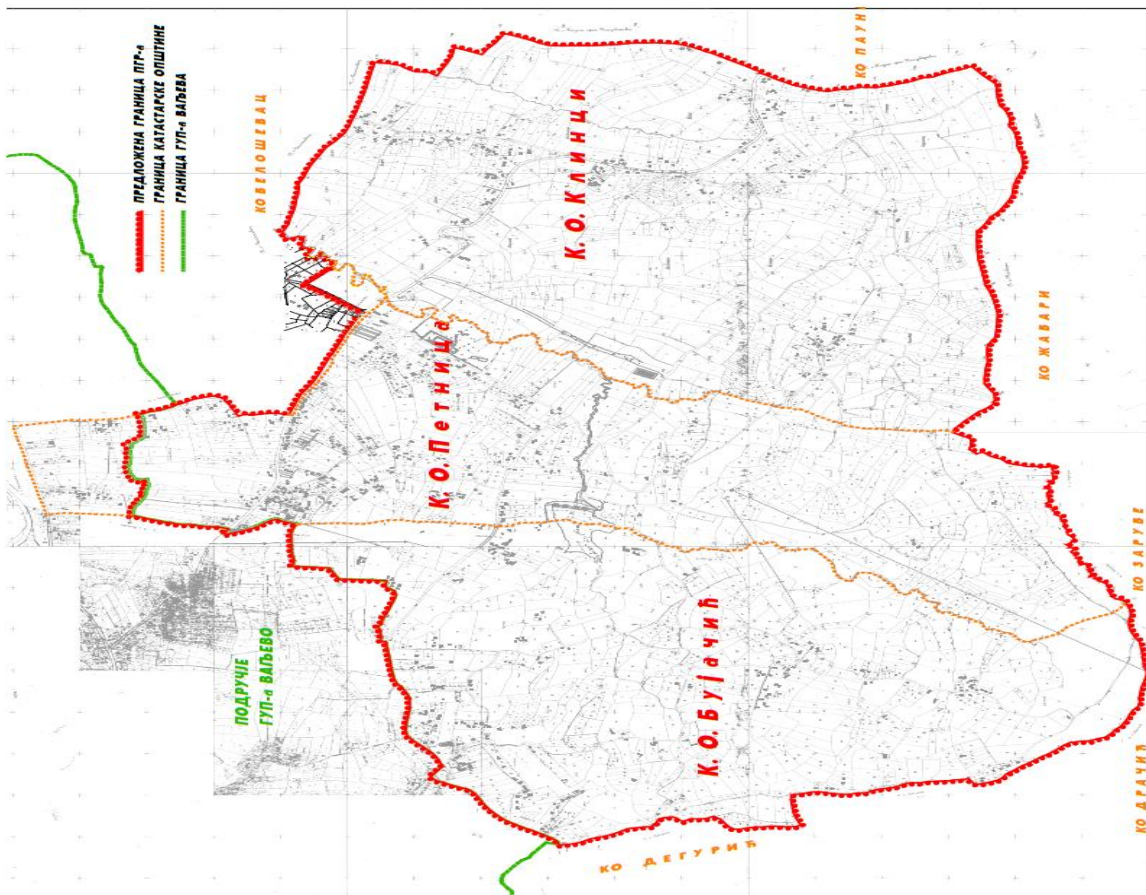 ПРЕДЛОЖЕНА ГРАНИЦА ПГР-а
ГРАНИЦА КАТАСТАРСКЕ ОПШТИНЕ
ГРАНИЦА ГУП-а ВАЉЕВА
КО БЕЛОШЕВАЦ
КО ПАУН
К.О. Клинци
К.О. Петница
КО ЖАБАРИ
ПОДРУЧЈЕ
ГУП-а ВАЉЕВО
К.О. Бујачић
КО ЗАРУБЕ
КО ДЕГУРИЋ
КО ДРАЧИЋ